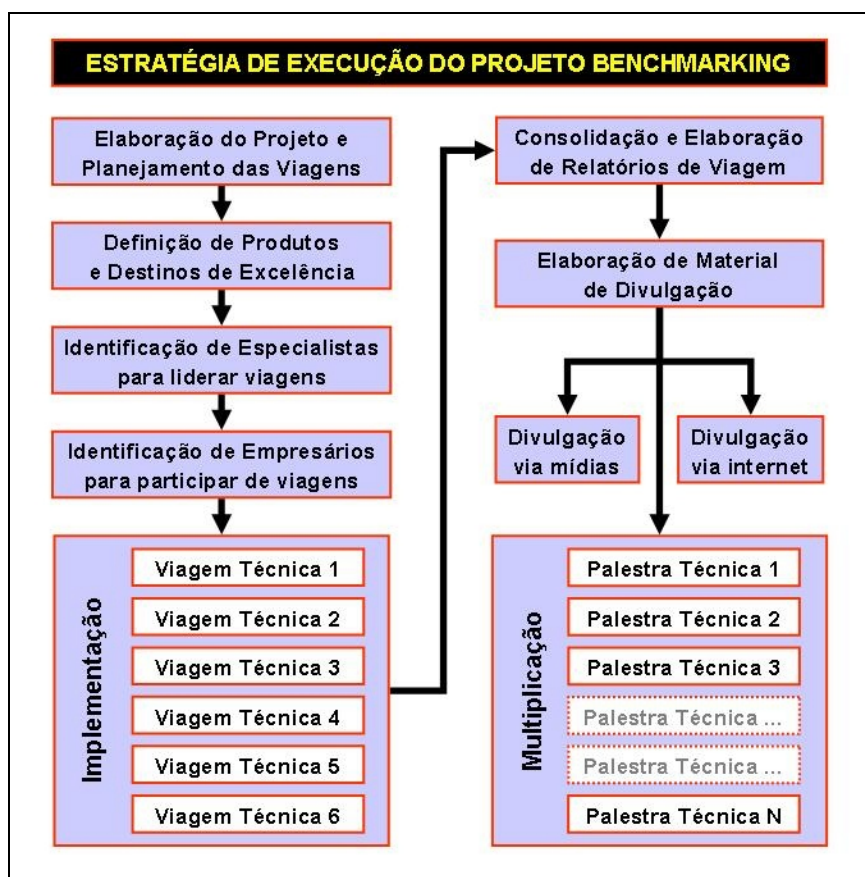 ESTRATÉGIA DE EXECUÇÃO DO PROJETO BENCHMARKING
Elaboração do Projeto e
Planejamento das Viagens
Definição de Produtos
e Destinos de Excelência
Identificação de Especialistas
para liderar viagens
Identificação de Empresários
para participar de viagens
Implementação
Viagem Técnica 1
Viagem Técnica 2
Viagem Técnica 3
Viagem Técnica 4
Viagem Técnica 5
Viagem Técnica 6
Consolidação e Elaboração
de Relatórios de Viagem
Elaboração de Material
de Divulgação
Divulgação
via mídias
Divulgação
via internet
Multiplicação
Palestra Técnica 1
Palestra Técnica 2
Palestra Técnica 3
Palestra Técnica ...
Palestra Técnica ...
Palestra Técnica N